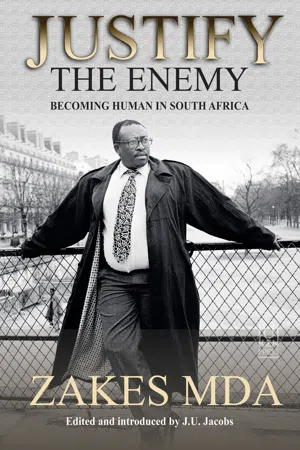 JUSTIFY
THE ENEMY
BECOMING HUMAN IN SOUTH AFRICA
ZAKES MDA
Edited and introduced by J.U. Jacobs